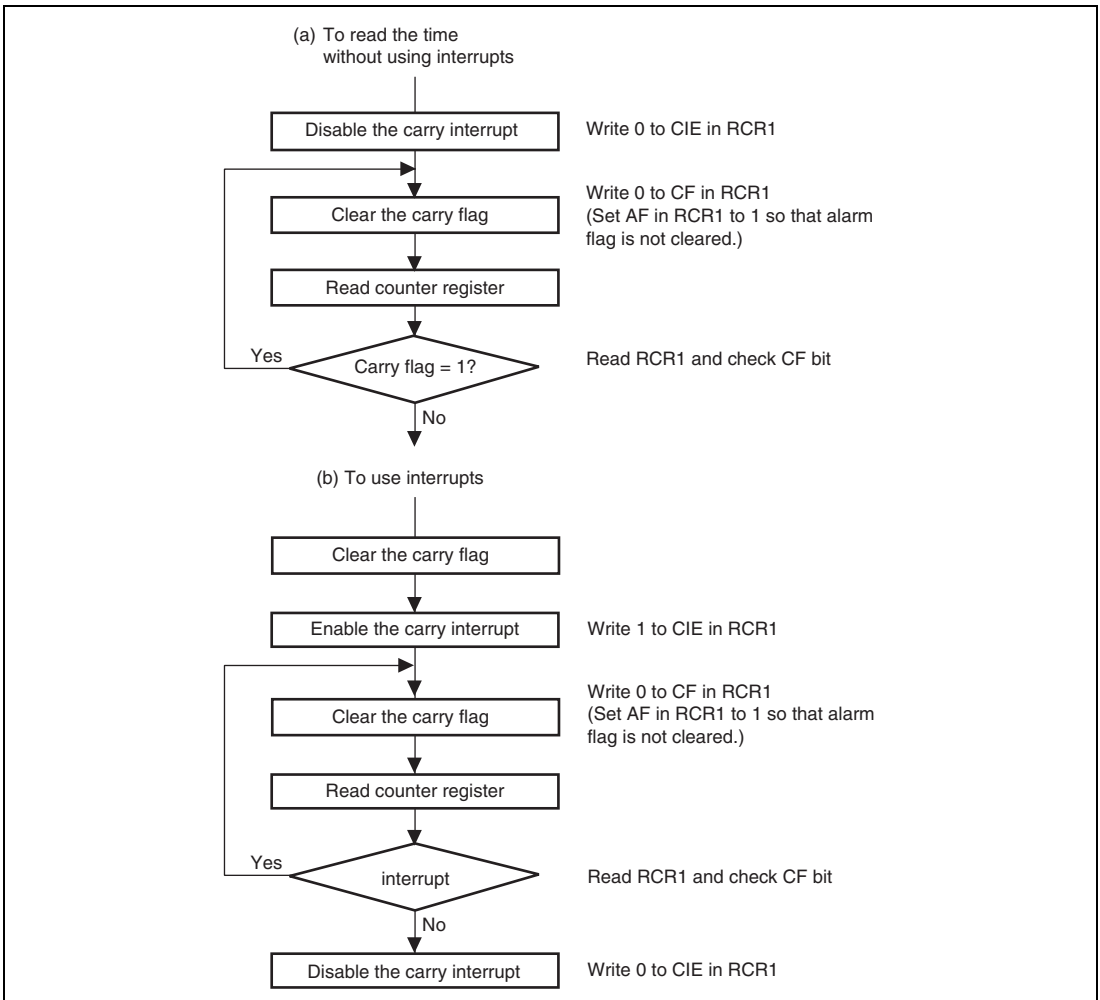 (a) To read the time
without using interrupts
Disable the carry interrupt
Write 0 to CIE in RCR1
Clear the carry flag
Write 0 to CF in RCR1
(Set AF in RCR1 to 1 so that alarm
flag is not cleared.)
Read counter register
Yes
Carry flag = 1?
Read RCR1 and check CF bit
No
(b) To use interrupts
Clear the carry flag
Enable the carry interrupt
Write 1 to CIE in RCR1
Clear the carry flag
Write 0 to CF in RCR1
(Set AF in RCR1 to 1 so that alarm
flag is not cleared.)
Read counter register
Yes
interrupt
Read RCR1 and check CF bit
No
Disable the carry interrupt
Write 0 to CIE in RCR1